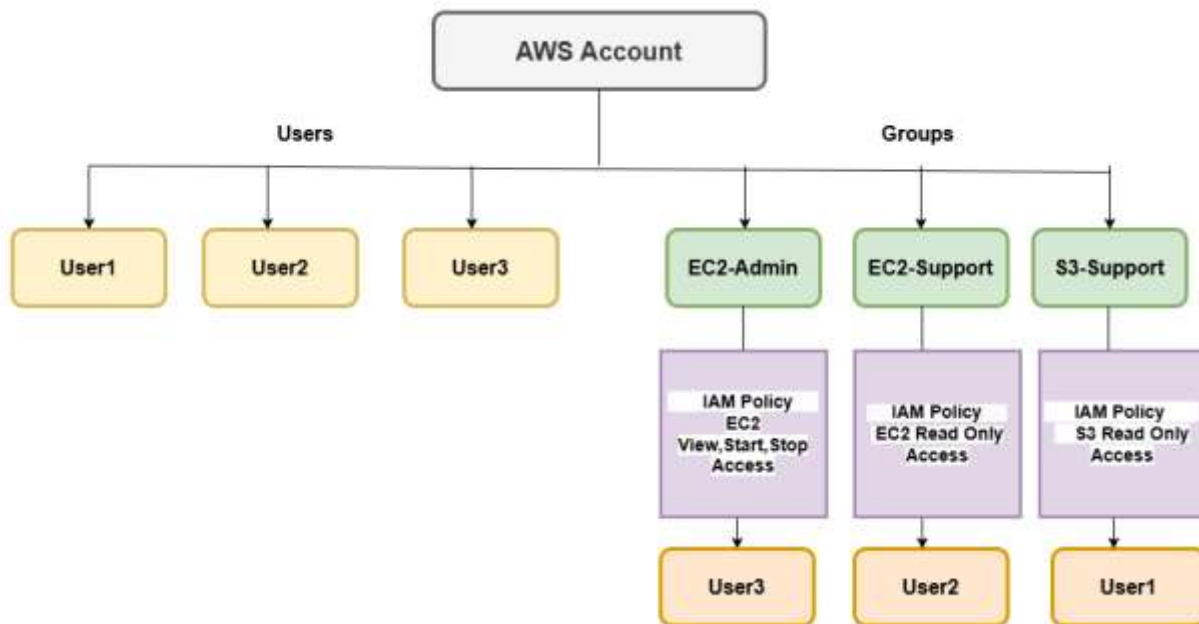 AWS Account
Users
Groups
User1
User2
User3
EC2-Admin
EC2-Support
S3-Support
IAM Policy
EC2
View,Start,Stop
Access
IAM Policy
EC2 Read Only
Access
IAM Policy
S3 Read Only
Access
User3
User2
User1